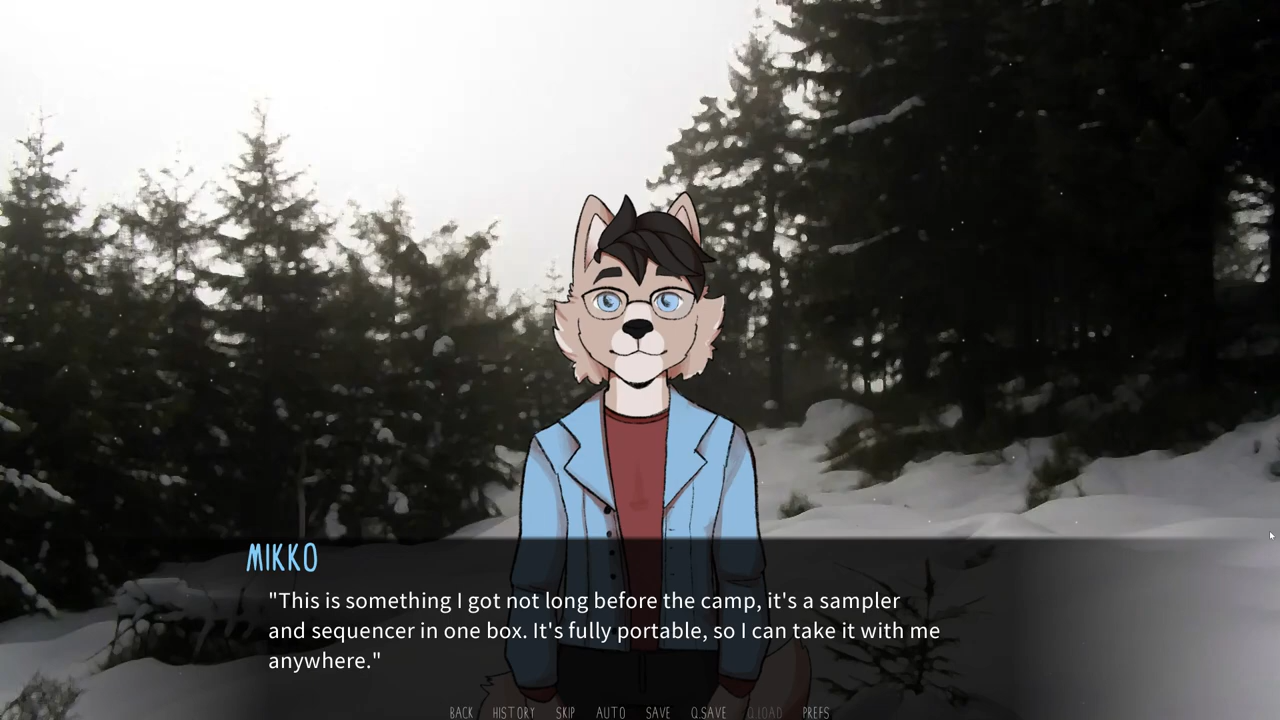 MIKKO
"This is something I got not long before the camp, it's a sampler
and sequencer in one box. It's fully portable, so I can take it with me
anywhere."
BACK HISTORY SKIP AUTO SAVE Q.SAVE Q.LOAD PREFS